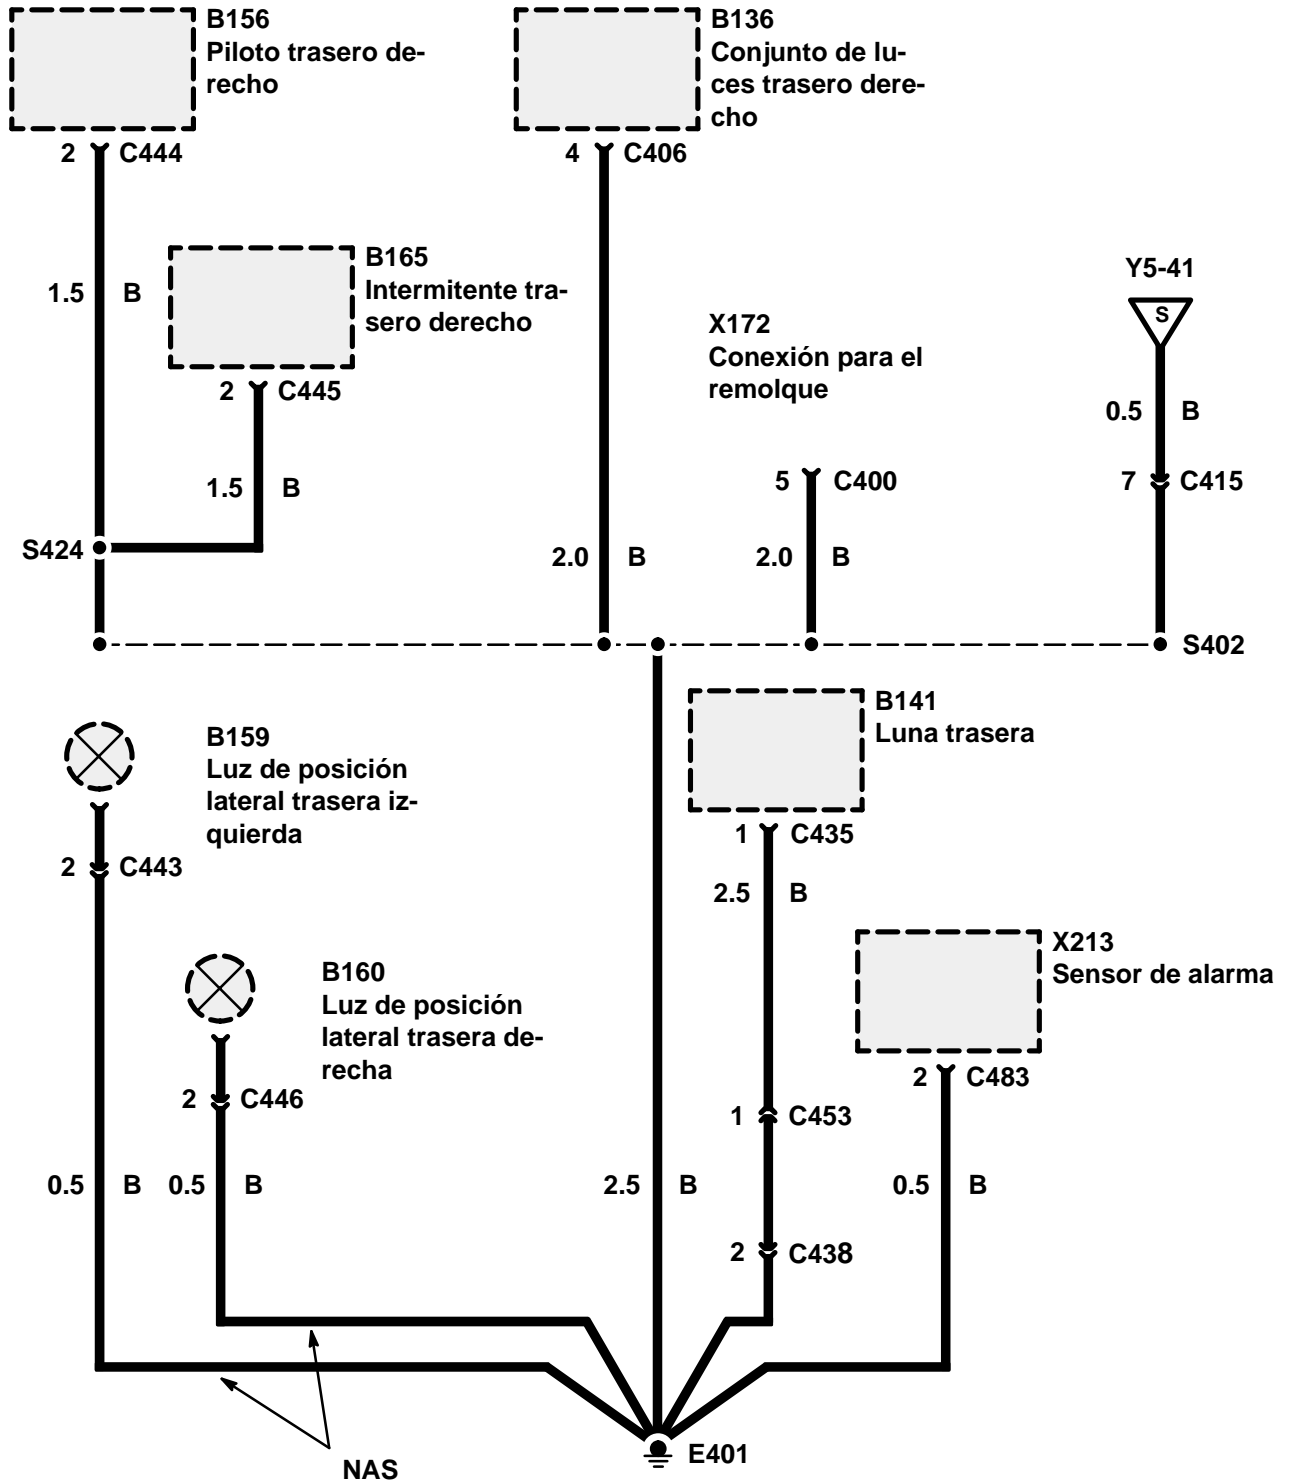 B156
Piloto trasero de-
recho
2 C444
B136
Conjunto de lu-
ces trasero dere-
cho
4 C406
B165
Intermitente tra-
sero derecho
2 C445
1.5 B
X172
Conexión para el
remolque
Y5-41
S
0.5 B
1.5 B
5 C400
7 C415
S424
2.0 B
2.0 B
S402
B159
Luz de posición
lateral trasera iz-
quierda
2 C443
B141
Luna trasera
1 C435
2.5 B
X213
Sensor de alarma
2 C483
B160
Luz de posición
lateral trasera de-
recha
2 C446
1 C453
0.5 B
0.5 B
2.5 B
0.5 B
2 C438
E401
NAS